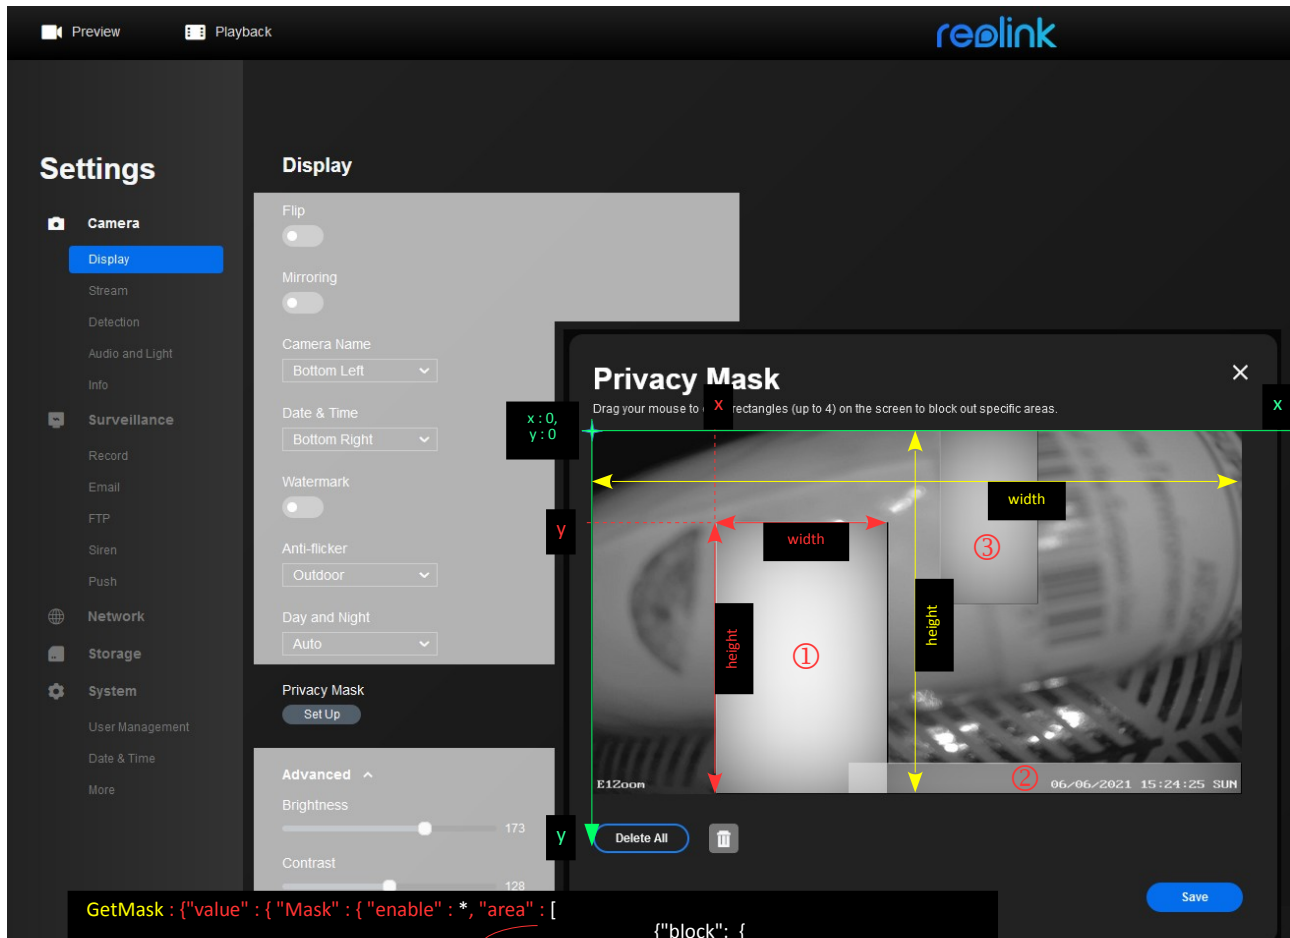 Preview
Playback
reolink
Settings
Display
Flip
Camera
Display
Mirroring
Stream
Detection
Camera Name
Audio and Light
Bottom Left
Info
Privacy Mask
Drag your mouse to rectangles (up to 4) on the screen to block out specific areas.
x
x
Date & Time
x : 0,
y : 0
Surveillance
Bottom Right
Record
Watermark
Email
width
FTP
y
width
Siren
Anti-flicker
③
Outdoor
Push
Network
Day and Night
height
height
Auto
Storage
①
System
Privacy Mask
Set Up
User Management
Date & Time
Advanced
②
E1Zoom
06/06/2021 15:24:25 SUN
More
Brightness
173
y
Delete All
Contrast
128
Save
GetMask : {"value" : { "Mask" : { "enable" : *, "area" : [
{"block": {